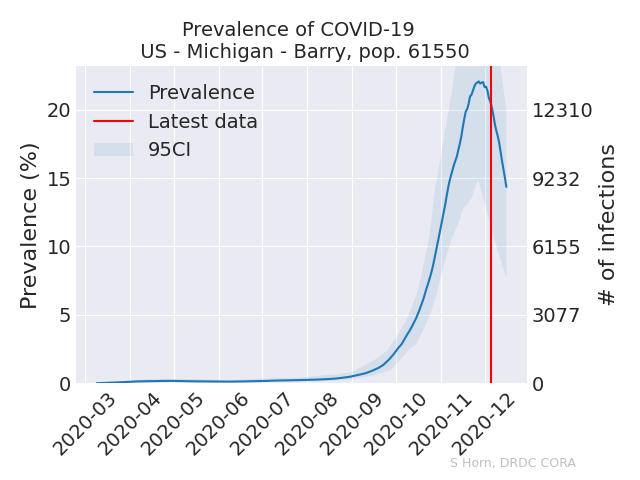 Prevalence of COVID-19
US - Michigan - Barry, pop. 61550
Prevalence
Latest data
95CI
Prevalence (%)
20
15
10
5
0
12310
9232
6155
3077
0
# of infections
2020-03
2020-04
2020-05
2020-06
2020-07
2020-08
2020-09
2020-10
2020-11
2020-12
S Horn, DRDC CORA